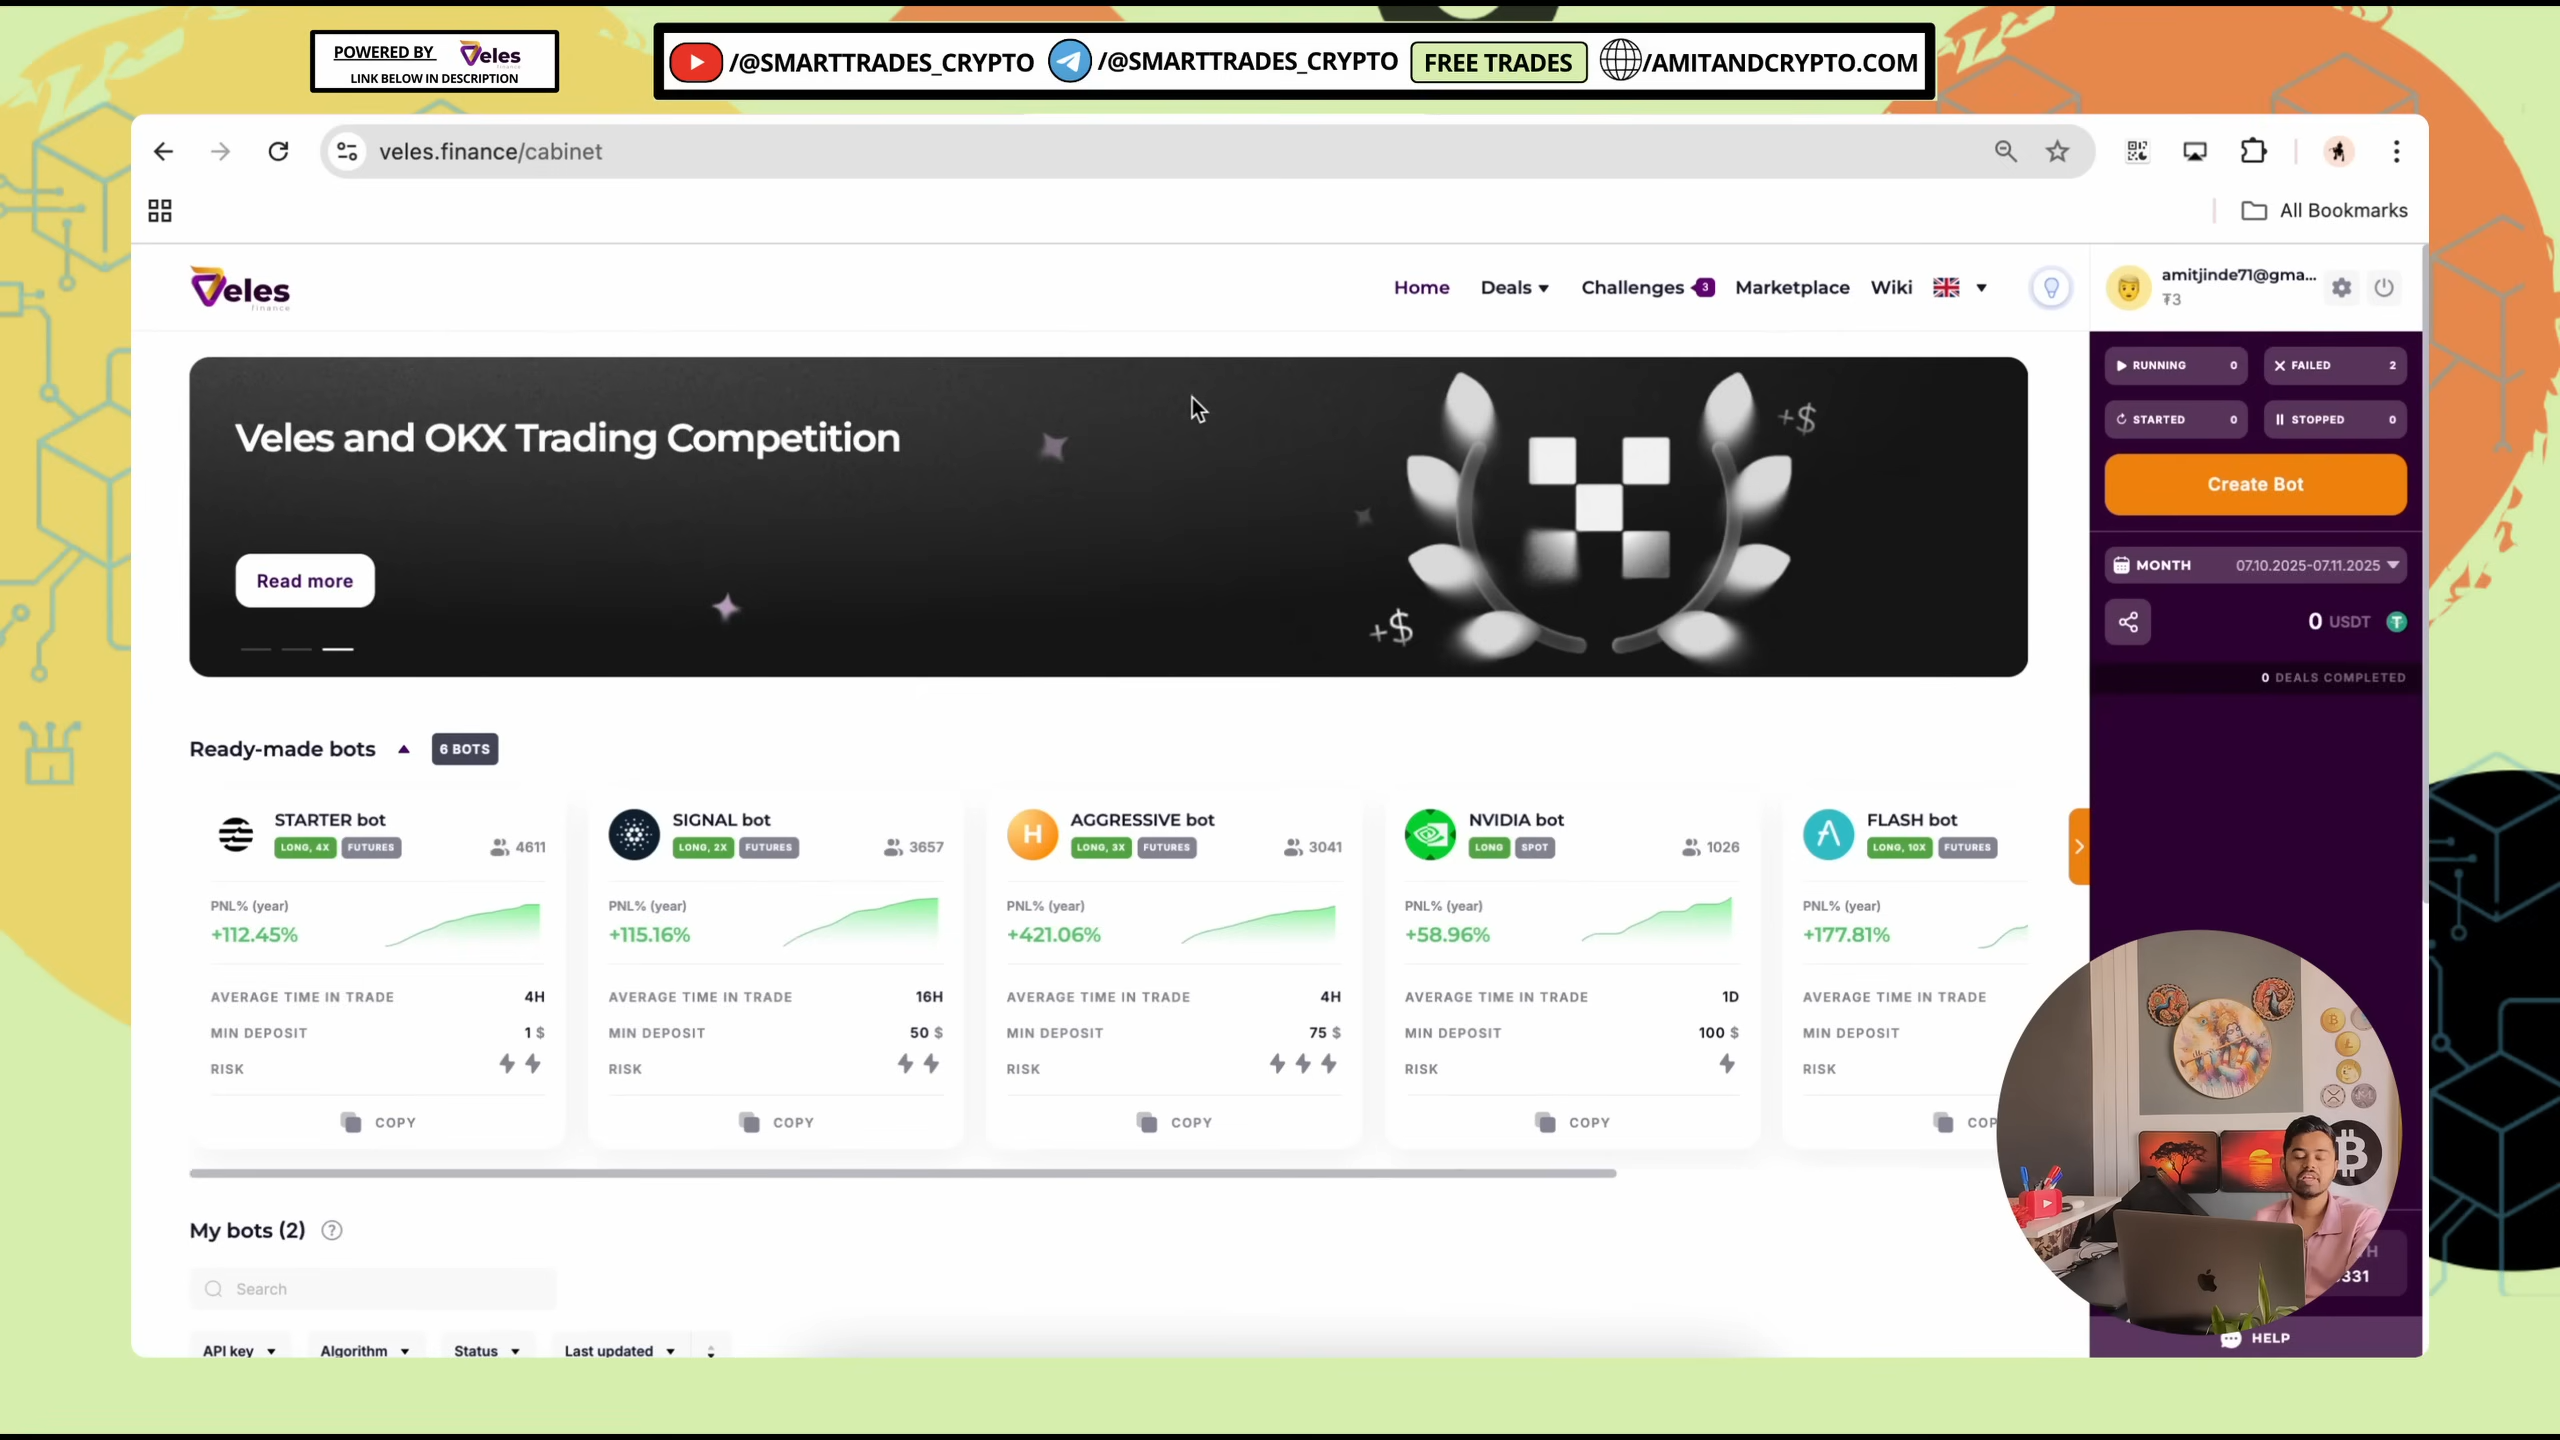 POWERED BY Veles finance
LINK BELOW IN DESCRIPTION
/@SMARTTRADES_CRYPTO /@SMARTTRADES_CRYPTO FREE TRADES /AMITANDCRYPTO.COM
veles.finance/cabinet
All Bookmarks
Veles finance
Home Deals Challenges 3 Marketplace Wiki
amitjinde71@gma...
₮3
RUNNING 0 FAILED 2
STARTED 0 STOPPED 0
Create Bot
MONTH 07.10.2025-07.11.2025
0 USDT
0 DEALS COMPLETED
Veles and OKX Trading Competition
+$
Read more
+$
Ready-made bots 6 BOTS
STARTER bot
LONG, 4X FUTURES 4611
PNL% (year)
+112.45%
AVERAGE TIME IN TRADE 4H
MIN DEPOSIT 1 $
RISK
COPY
SIGNAL bot
LONG, 2X FUTURES 3657
PNL% (year)
+115.16%
AVERAGE TIME IN TRADE 16H
MIN DEPOSIT 50 $
RISK
COPY
H
AGGRESSIVE bot
LONG, 3X FUTURES 3041
PNL% (year)
+421.06%
AVERAGE TIME IN TRADE 4H
MIN DEPOSIT 75 $
RISK
COPY
NVIDIA bot
LONG SPOT 1026
PNL% (year)
+58.96%
AVERAGE TIME IN TRADE 1D
MIN DEPOSIT 100 $
RISK
COPY
FLASH bot
LONG, 10X FUTURES
PNL% (year)
+177.81%
AVERAGE TIME IN TRADE
MIN DEPOSIT
RISK
COP
My bots (2) ?
Search
API key Algorithm Status Last updated
331
HELP